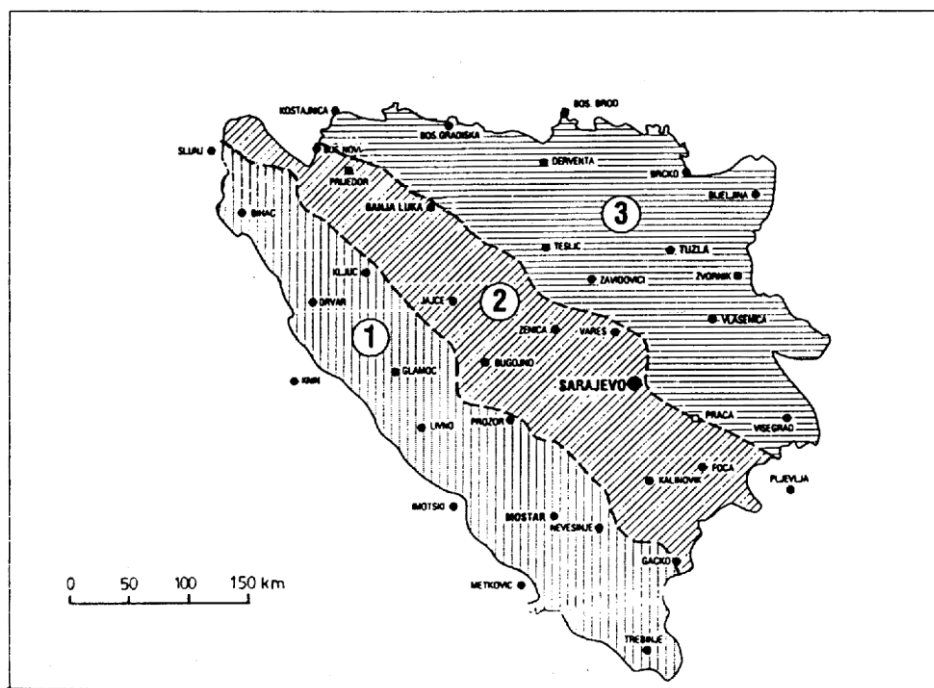 KOSTAJNICA
BOS. BROD
BOS. GRADISKA
SLUNJ
BOS. NOVI
DERVENTA
PRIJEDOR
BRCKO
BIJELJINA
BANJA LUKA
3
BIHAC
TESLIC
TUZLA
KLJUC
ZAVIDOVICI
ZVORNIK
DRVAR
JAJCE
2
VLASENICA
1
ZENICA
VARES
BUGOJNO
GLAMOC
SARAJEVO
KNIN
PRACA
PROZOR
LIVNO
VISEGRAD
FOCA
KALINOVIK
PLJEVLJA
IMOTSKI
MOSTAR
NEVESINJE
GACKO
0 50 100 150 km
METKOVIC
TREBINJE